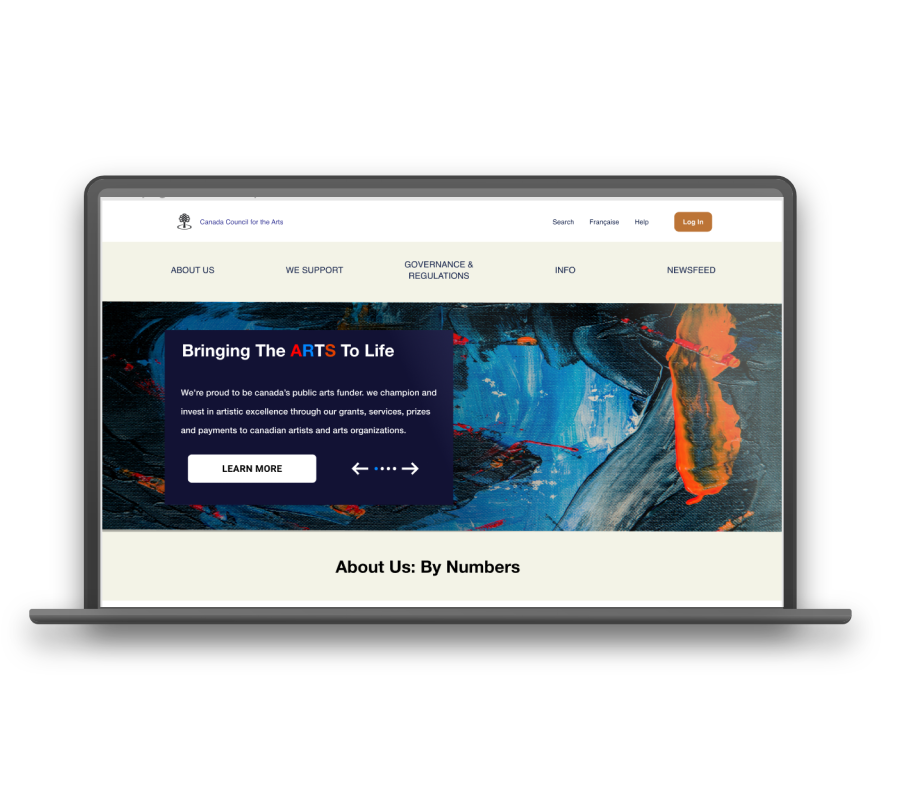 Canada Council for the Arts
Search Française Help Log In
ABOUT US WE SUPPORT GOVERNANCE & REGULATIONS INFO NEWSFEED
Bringing The ARTS To Life
We're proud to be canada's public arts funder. we champion and
invest in artistic excellence through our grants, services, prizes
and payments to canadian artists and arts organizations.
LEARN MORE
About Us: By Numbers